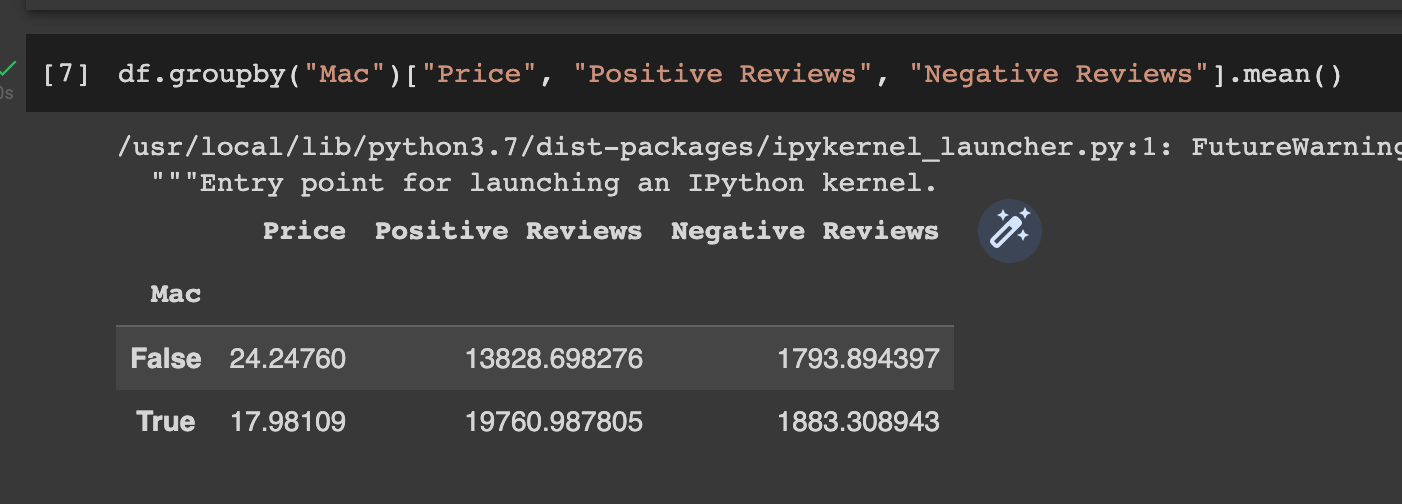 [7] df.groupby("Mac")["Price", "Positive Reviews", "Negative Reviews"].mean()
0s
/usr/local/lib/python3.7/dist-packages/ipykernel_launcher.py:1: FutureWarning
"""Entry point for launching an IPython kernel.
Price Positive Reviews Negative Reviews
Mac
False 24.24760 13828.698276 1793.894397
True 17.98109 19760.987805 1883.308943